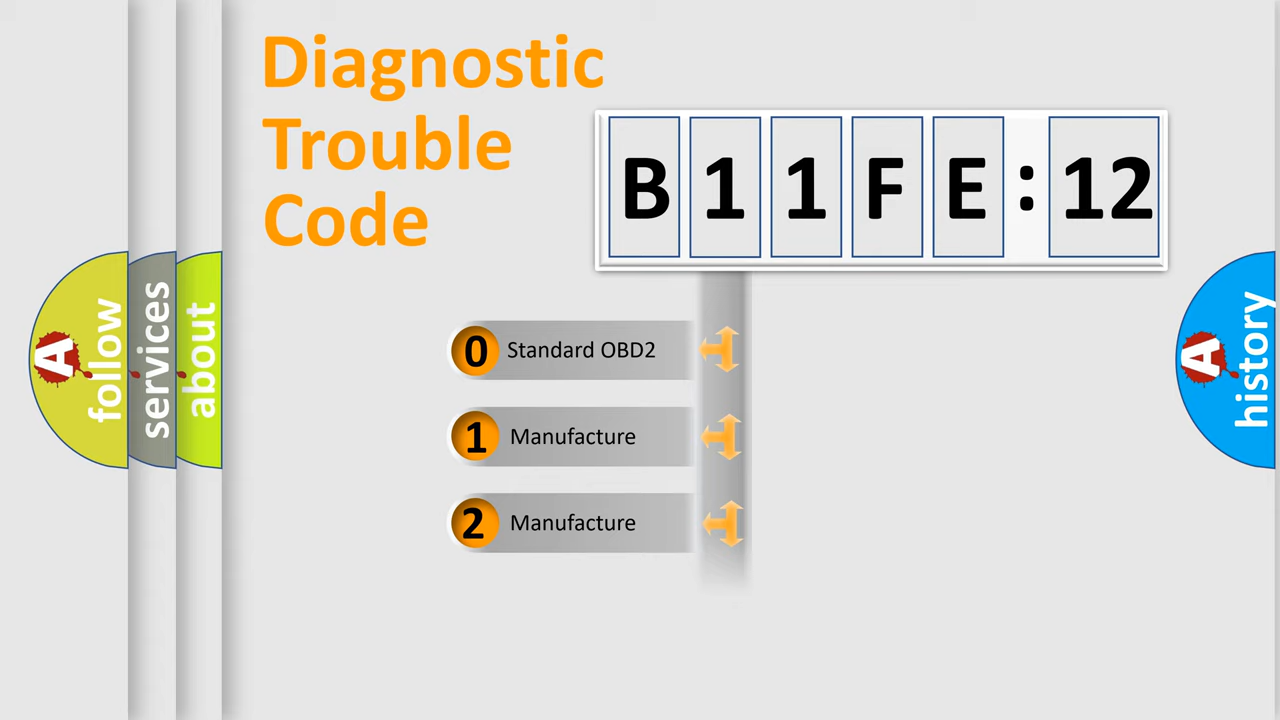 Diagnostic
Trouble
Code
B 1 1 F E : 12
0 Standard OBD2
1 Manufacture
2 Manufacture
A follow
services
about
A history